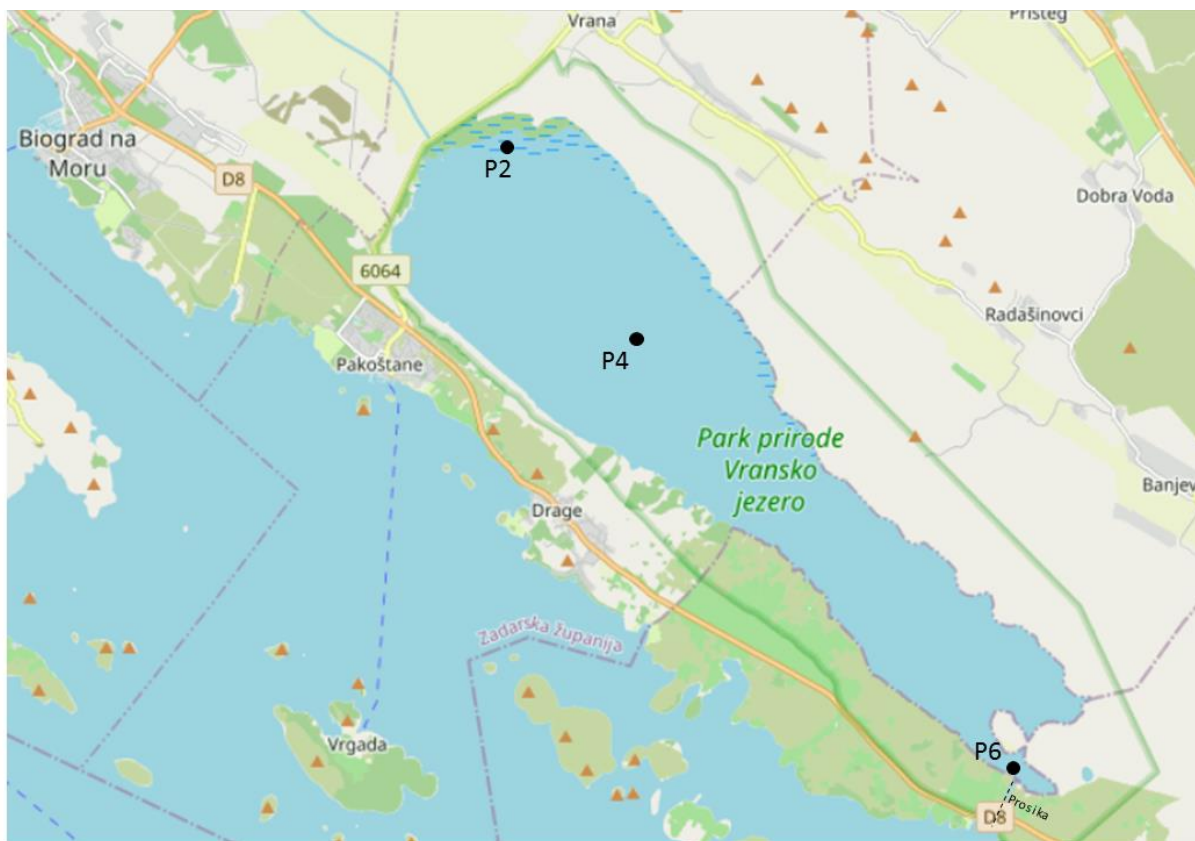 Vrana
Pristeg
Biograd na
Moru
D8
P2
Dobra Voda
6064
Radašinovci
P4
Pakoštane
Park prirode
Vransko
jezero
Banjev
Drage
Zadarska županija
Vrgada
P6
Prosika
D8